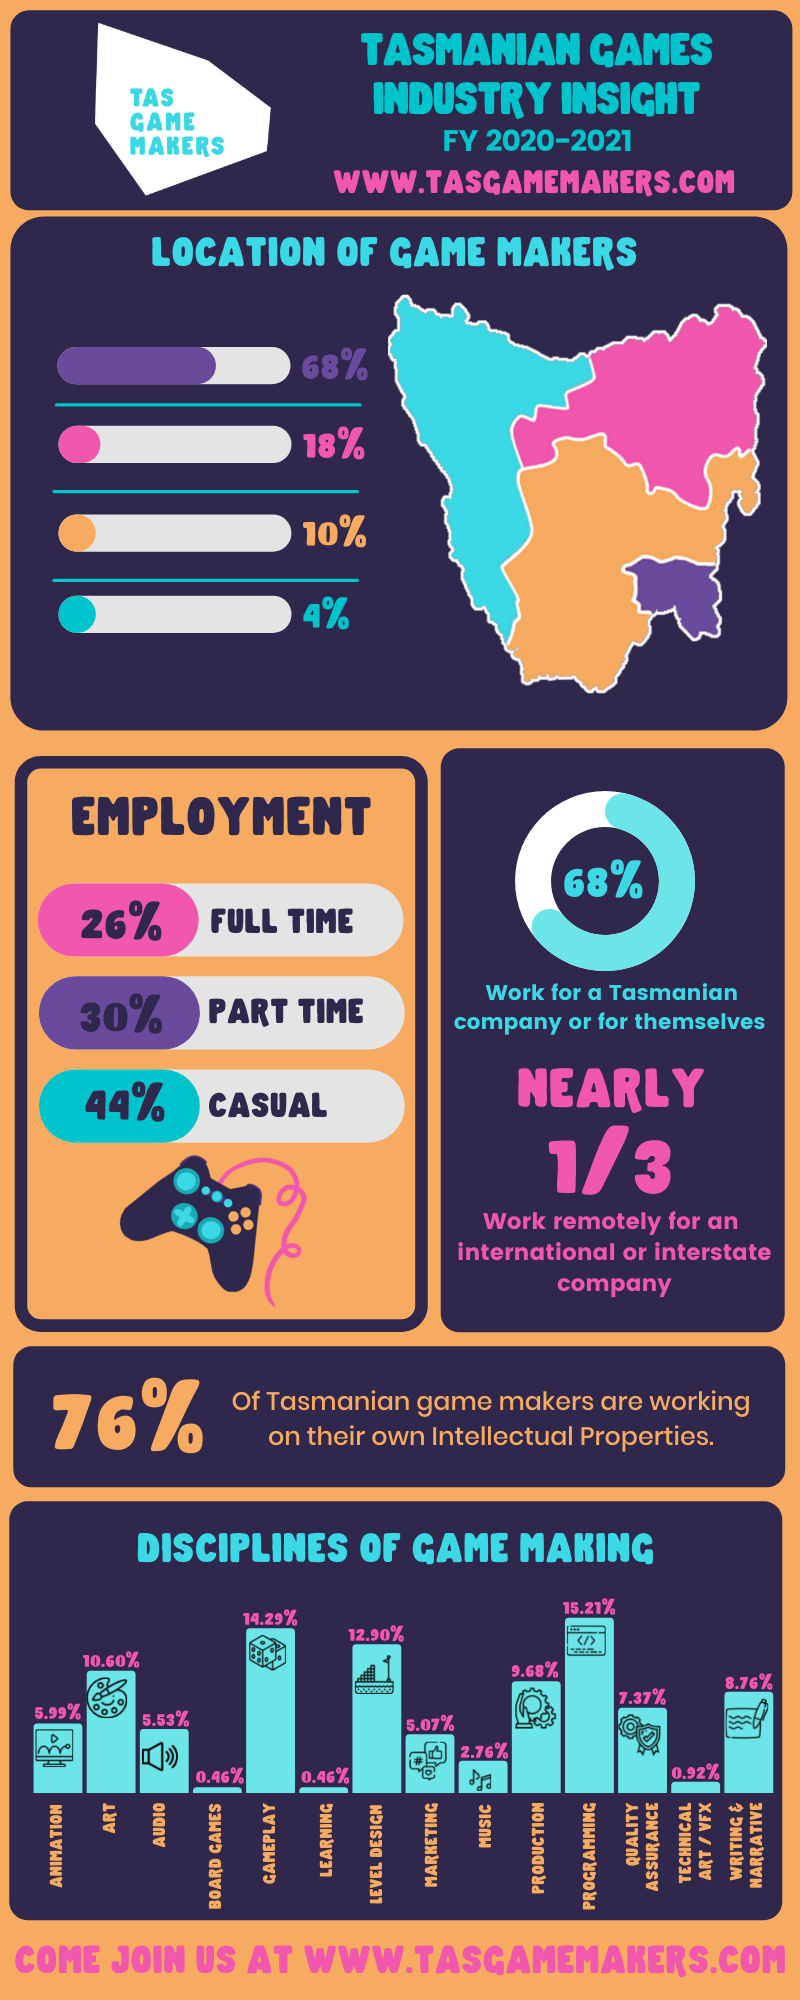 TAS
GAME
MAKERS
TASMANIAN GAMES
INDUSTRY INSIGHT
FY 2020-2021
WWW.TASGAMEMAKERS.COM
LOCATION OF GAME MAKERS
68%
18%
10%
4%
EMPLOYMENT
26% FULL TIME
30% PART TIME
44% CASUAL
68%
Work for a Tasmanian
company or for themselves
NEARLY
1/3
Work remotely for an
international or interstate
company
76%
Of Tasmanian game makers are working
on their own Intellectual Properties.
DISCIPLINES OF GAME MAKING
5.99%
10.60%
5.53%
0.46%
14.29%
0.46%
12.90%
5.07%
2.76%
9.68%
15.21%
7.37%
0.92%
8.76%
ANIMATION
ART
AUDIO
BOARD GAMES
GAMEPLAY
LEARNING
LEVEL DESIGN
MARKETING
MUSIC
PRODUCTION
PROGRAMMING
QUALITY
ASSURANCE
TECHNICAL
ART / VFX
WRITING &
NARRATIVE
COME JOIN US AT WWW.TASGAMEMAKERS.COM